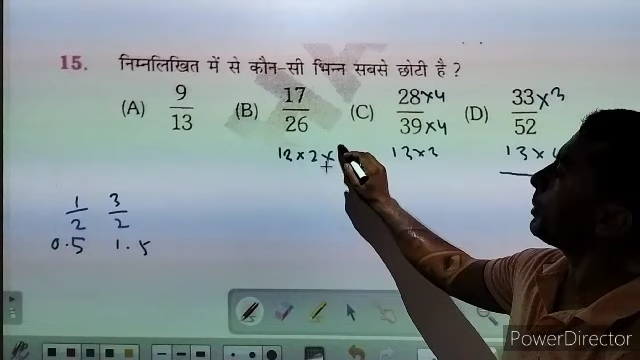 15. निम्नलिखित में से कौन-सी भिन्न सबसे छोटी है ?
(A) 9/13 (B) 17/26 (C) 28×4/39×4 (D) 33×3/52
13×2× 13×3 13×4
1/2 3/2
0.5 1.5
PowerDirector